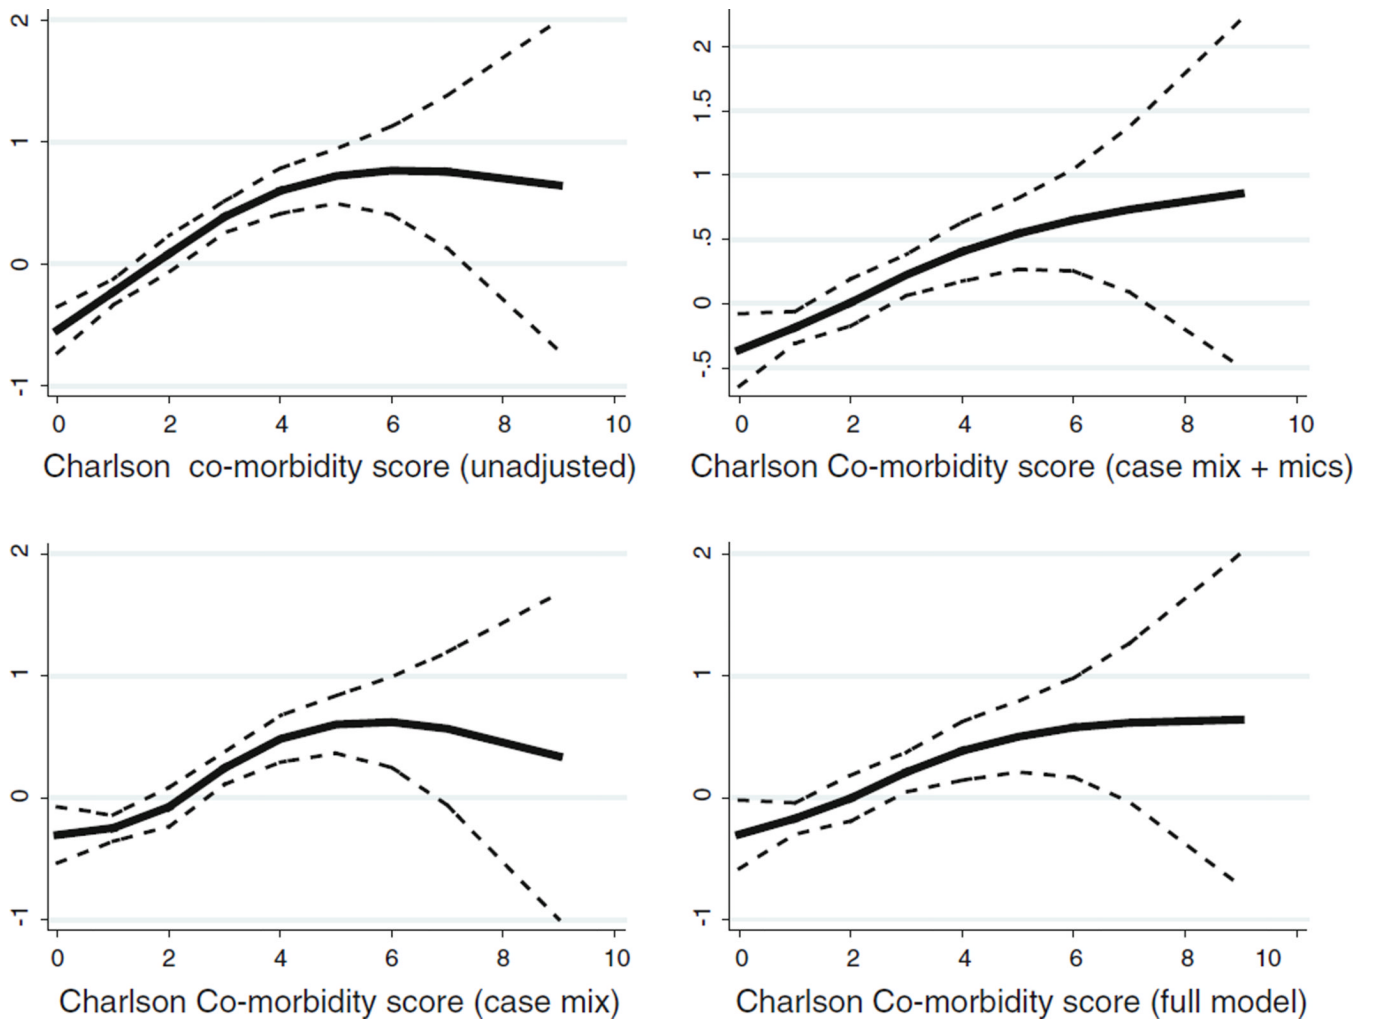 2
1
0
-1
0 2 4 6 8 10
Charlson co-morbidity score (unadjusted)
2
1.5
1
.5
0
-.5
0 2 4 6 8 10
Charlson Co-morbidity score (case mix + mics)
2
1
0
-1
0 2 4 6 8 10
Charlson Co-morbidity score (case mix)
2
1
0
-1
0 2 4 6 8 10
Charlson Co-morbidity score (full model)